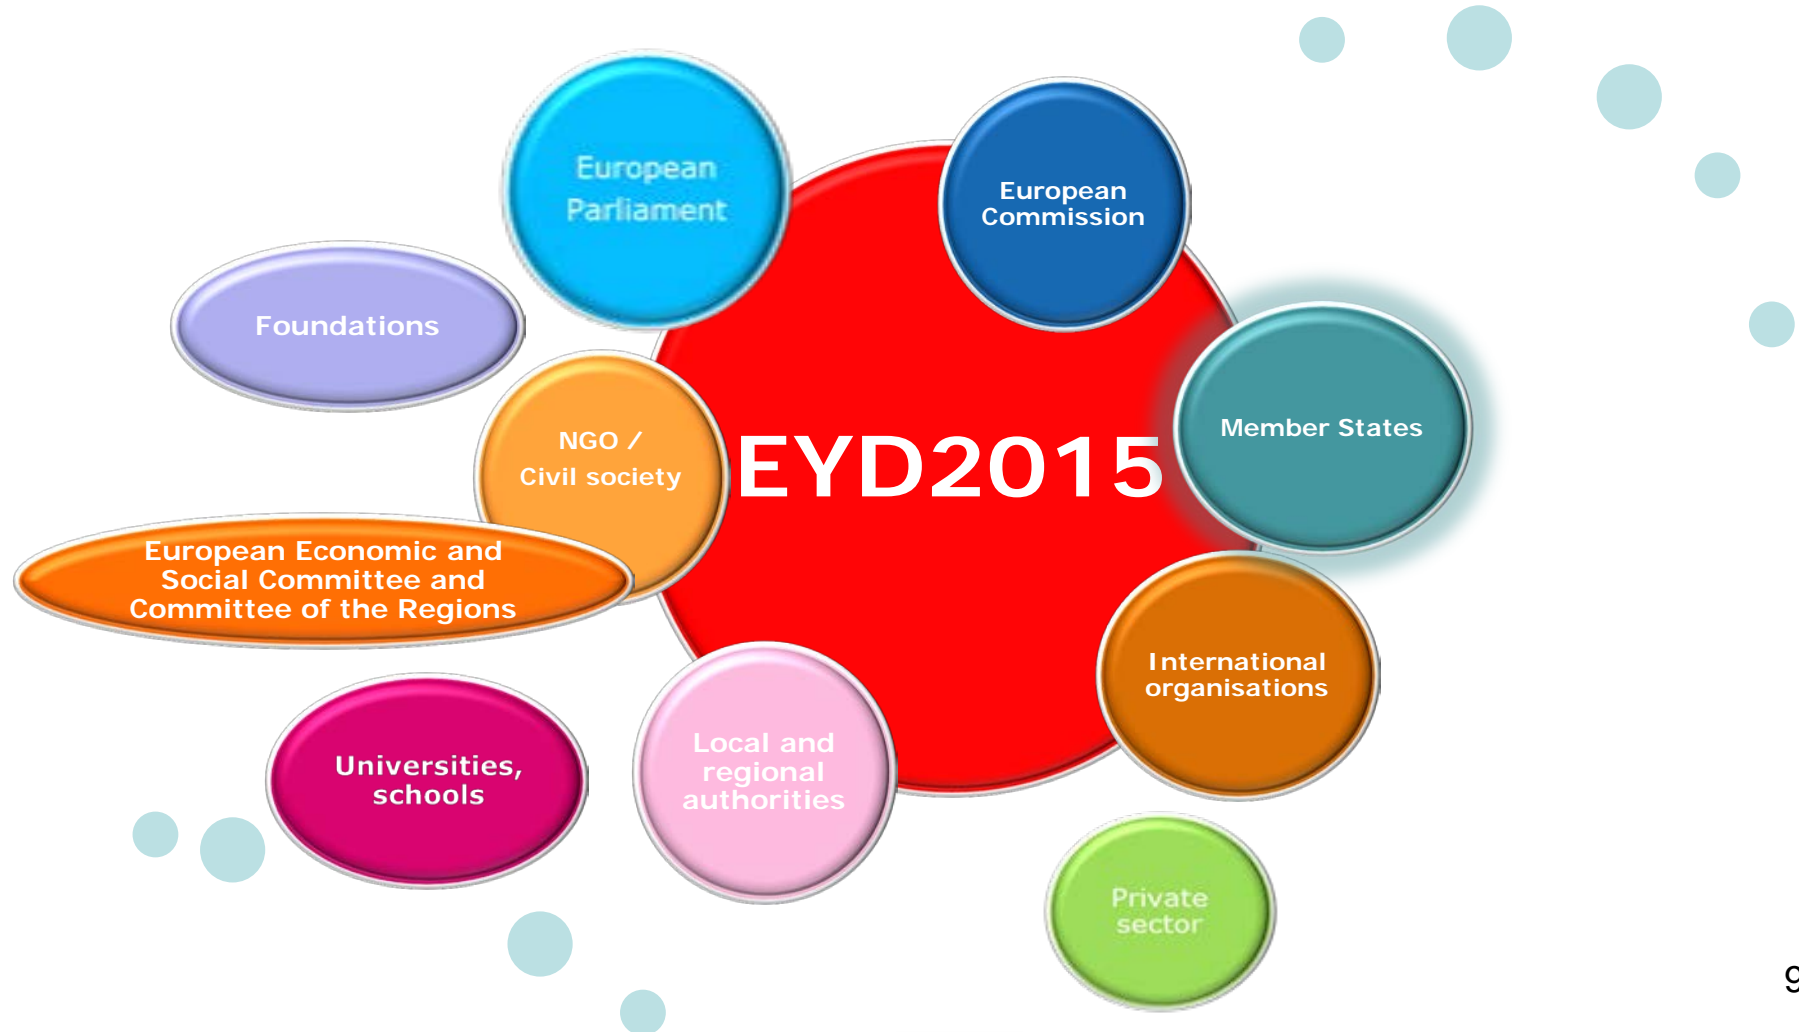 European
Parliament
European
Commission
Foundations
Member States
NGO /
Civil society
EYD2015
European Economic and
Social Committee and
Committee of the Regions
International
organisations
Universities,
schools
Local and
regional
authorities
Private
sector
9